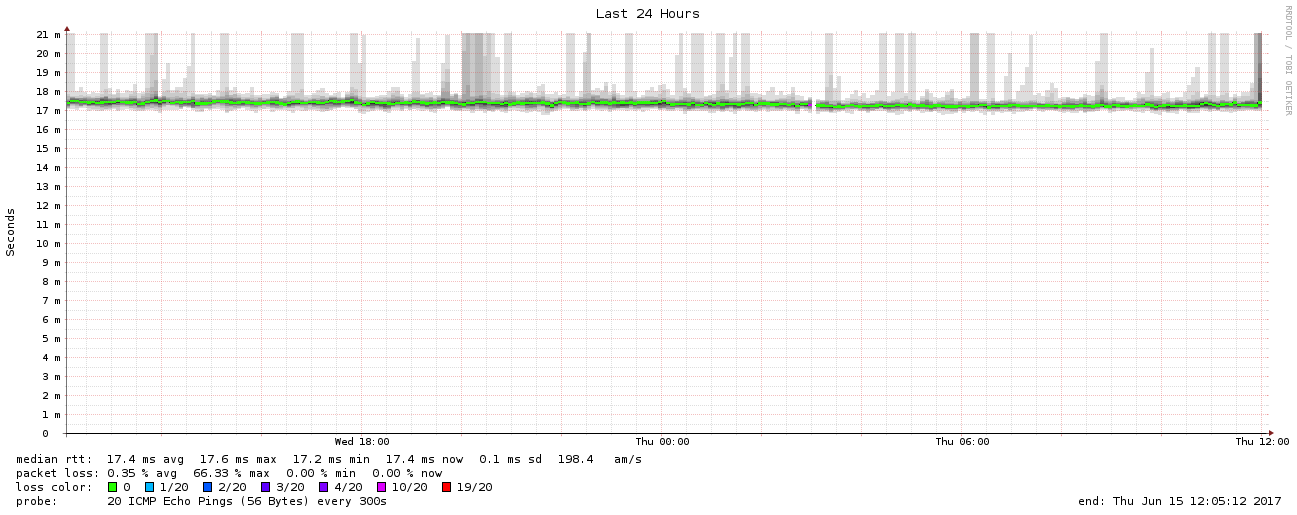 Last 24 Hours
RRDTOOL / TOBI OETIKER
21 m
20 m
19 m
18 m
17 m
16 m
15 m
14 m
13 m
12 m
11 m
10 m
9 m
8 m
7 m
6 m
5 m
4 m
3 m
2 m
1 m
0
Seconds
Wed 18:00 Thu 00:00 Thu 06:00 Thu 12:00
median rtt: 17.4 ms avg 17.6 ms max 17.2 ms min 17.4 ms now 0.1 ms sd 198.4 am/s
packet loss: 0.35 % avg 66.33 % max 0.00 % min 0.00 % now
loss color: 0 1/20 2/20 3/20 4/20 10/20 19/20
probe: 20 ICMP Echo Pings (56 Bytes) every 300s
end: Thu Jun 15 12:05:12 2017